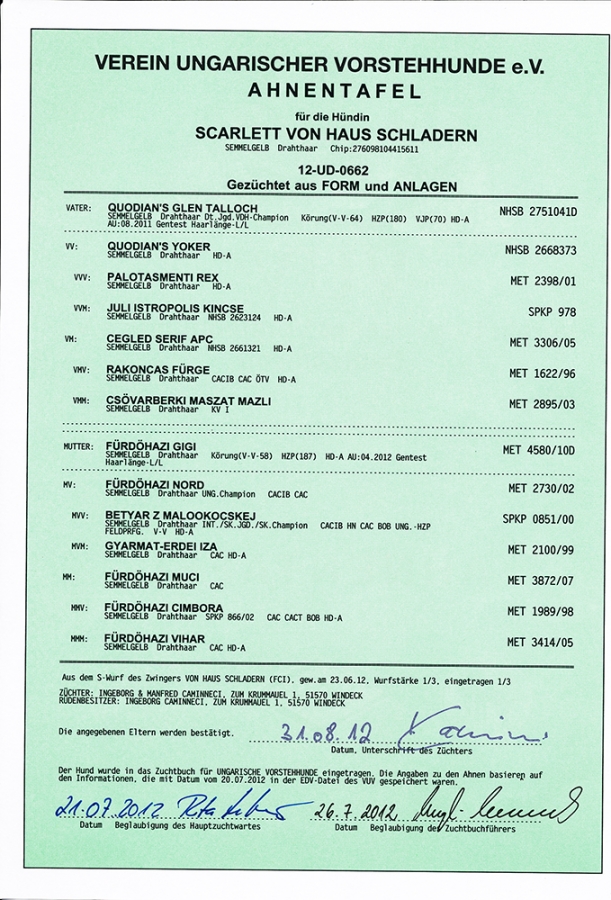 VEREIN UNGARISCHER VORSTEHHUNDE e.V.
AHNENTAFEL
für die Hündin
SCARLETT VON HAUS SCHLADERN
SEMMELGELB Drahthaar Chip:276098104415611
12-UD-0662
Gezüchtet aus FORM und ANLAGEN
VATER: QUODIAN'S GLEN TALLOCH NHSB 2751041D
SEMMELGELB Drahthaar Dt.Jgd.VDH-Champion Körung(V-V-64) HZP(180) VJP(70) HD-A
AU:08.2011 Gentest Haarlänge-L/L
VV: QUODIAN'S YOKER NHSB 2668373
SEMMELGELB Drahthaar HD-A
VVV: PALOTASMENTI REX MET 2398/01
SEMMELGELB Drahthaar HD-A
VVM: JULI ISTROPOLIS KINCSE SPKP 978
SEMMELGELB Drahthaar NHSB 2623124 HD-A
VM: CEGLED SERIF APC MET 3306/05
SEMMELGELB Drahthaar NHSB 2661321 HD-A
VMV: RAKONCAS FÜRGE MET 1622/96
SEMMELGELB Drahthaar CACIB CAC ÖTV HD-A
VMM: CSÖVARBERKI MASZAT MAZLI MET 2895/03
SEMMELGELB Drahthaar KV I
MUTTER: FÜRDÖHAZI GIGI MET 4580/10D
SEMMELGELB Drahthaar Körung(V-V-58) HZP(187) HD-A AU:04.2012 Gentest
Haarlänge-L/L
MV: FÜRDÖHAZI NORD MET 2730/02
SEMMELGELB Drahthaar UNG.Champion CACIB CAC
MVV: BETYAR Z MALOOKOCSKEJ SPKP 0851/00
SEMMELGELB Drahthaar INT./SK.JGD./SK.Champion CACIB HN CAC BOB UNG.-HZP
FELDPRFG. V-V HD-A
MVM: GYARMAT-ERDEI IZA MET 2100/99
SEMMELGELB Drahthaar CAC HD-A
MM: FÜRDÖHAZI MUCI MET 3872/07
SEMMELGELB Drahthaar CAC
MMV: FÜRDÖHAZI CIMBORA MET 1989/98
SEMMELGELB Drahthaar SPKP 866/02 CAC CACT BOB HD-A
MMM: FÜRDÖHAZI VIHAR MET 3414/05
SEMMELGELB Drahthaar CAC HD-A
Aus dem S-Wurf des Zwingers VON HAUS SCHLADERN (FCI), gew.am 23.06.12, Wurfstärke 1/3, eingetragen 1/3
ZÜCHTER: INGEBORG & MANFRED CAMINNECI, ZUM KRUMMAUEL 1, 51570 WINDECK
RÜDENBESITZER: INGEBORG CAMINNECI, ZUM KRUMMAUEL 1, 51570 WINDECK
Die angegebenen Eltern werden bestätigt. 31.08.12
Datum, Unterschrift des Züchters
Der Hund wurde in das Zuchtbuch für UNGARISCHE VORSTEHHUNDE eingetragen. Die Angaben zu den Ahnen basieren auf
den Informationen, die mit Datum vom 20.07.2012 in der EDV-Datei des VUV gespeichert waren.
21.07.2012 26.7.2012
Datum Beglaubigung des Hauptzuchtwartes Datum Beglaubigung des Zuchtbuchführers